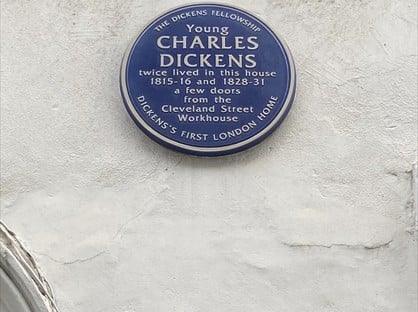 THE DICKENS FELLOWSHIP
Young
CHARLES
DICKENS
twice lived in this house
1815-16 and 1828-31
a few doors
from the
Cleveland Street
Workhouse
DICKENS'S FIRST LONDON HOME